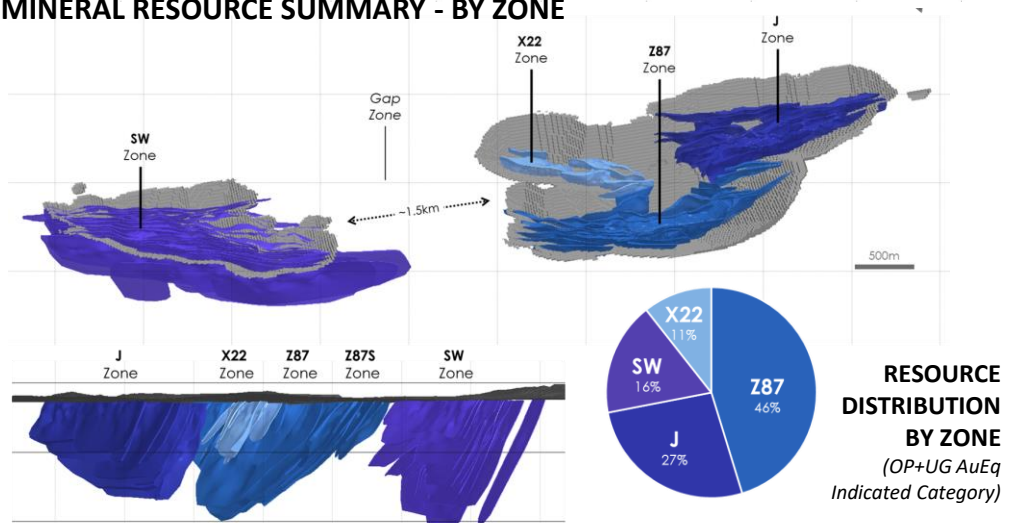 MINERAL RESOURCE SUMMARY - BY ZONE
J
Zone
X22
Zone
Z87
Zone
Gap
Zone
SW
Zone
~1.5km
500m
J
Zone
X22
Zone
Z87
Zone
Z87S
Zone
SW
Zone
X22
11%
SW
16%
Z87
46%
J
27%
RESOURCE
DISTRIBUTION
BY ZONE
(OP+UG AuEq
Indicated Category)